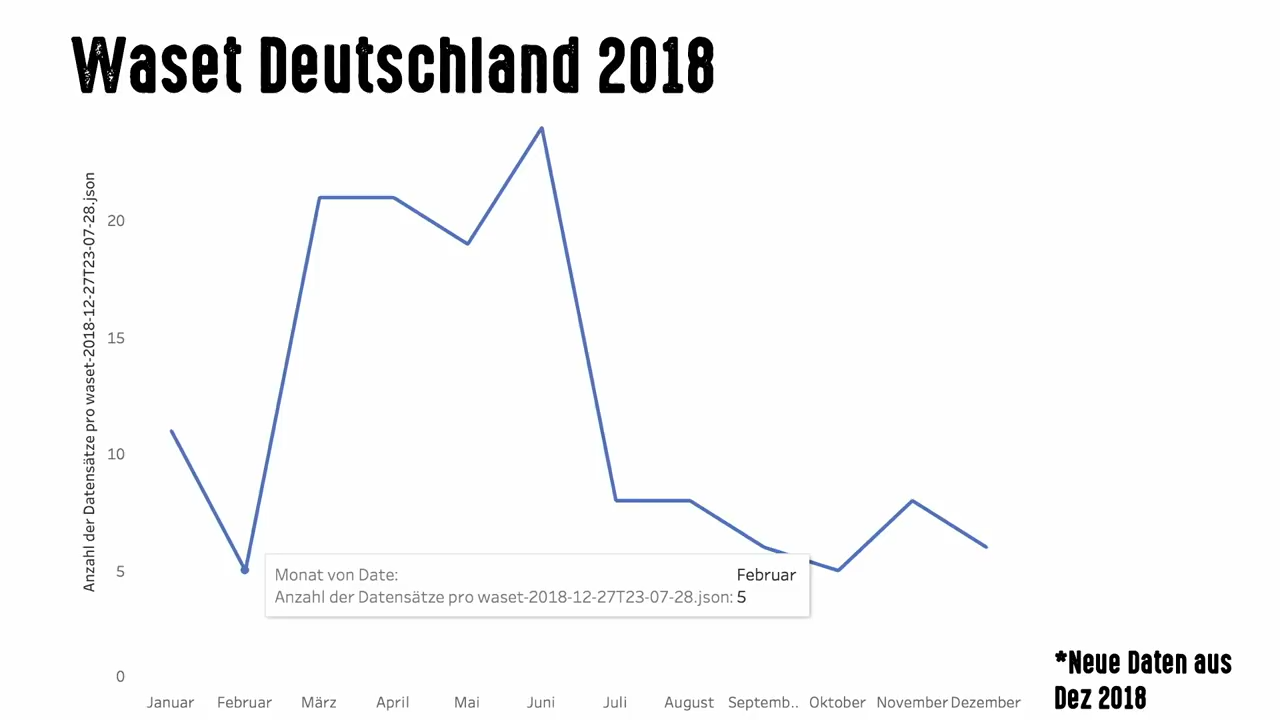 Waset Deutschland 2018
Anzahl der Datensätze pro waset-2018-12-27T23-07-28.json
20
15
10
5
0
Monat von Date: Februar
Anzahl der Datensätze pro waset-2018-12-27T23-07-28.json: 5
Januar Februar März April Mai Juni Juli August Septemb.. Oktober November Dezember
*Neue Daten aus
Dez 2018